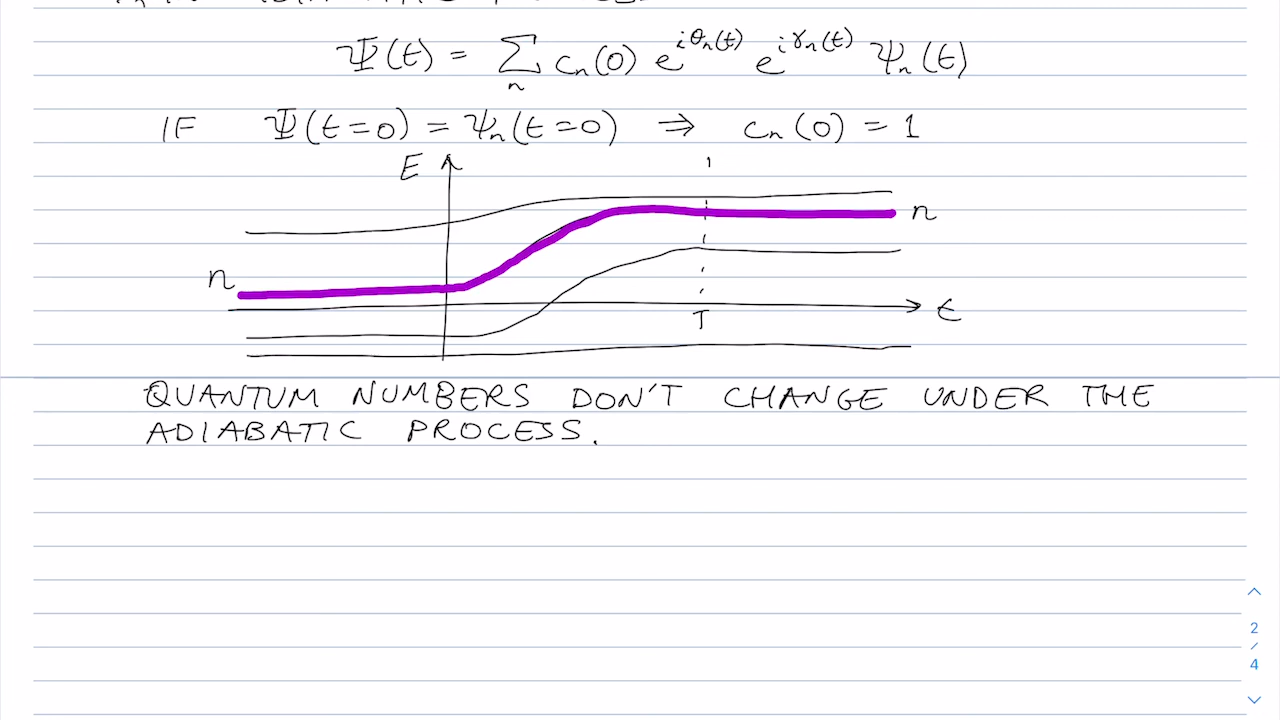 Ψ(t) = Σ_n c_n(0) e^{iθ_n(t)} e^{iγ_n(t)} ψ_n(t)
IF Ψ(t=0) = ψ_n(t=0) ⇒ c_n(0) = 1
E
n
n
t
T
QUANTUM NUMBERS DON'T CHANGE UNDER THE
ADIABATIC PROCESS.
2
/
4